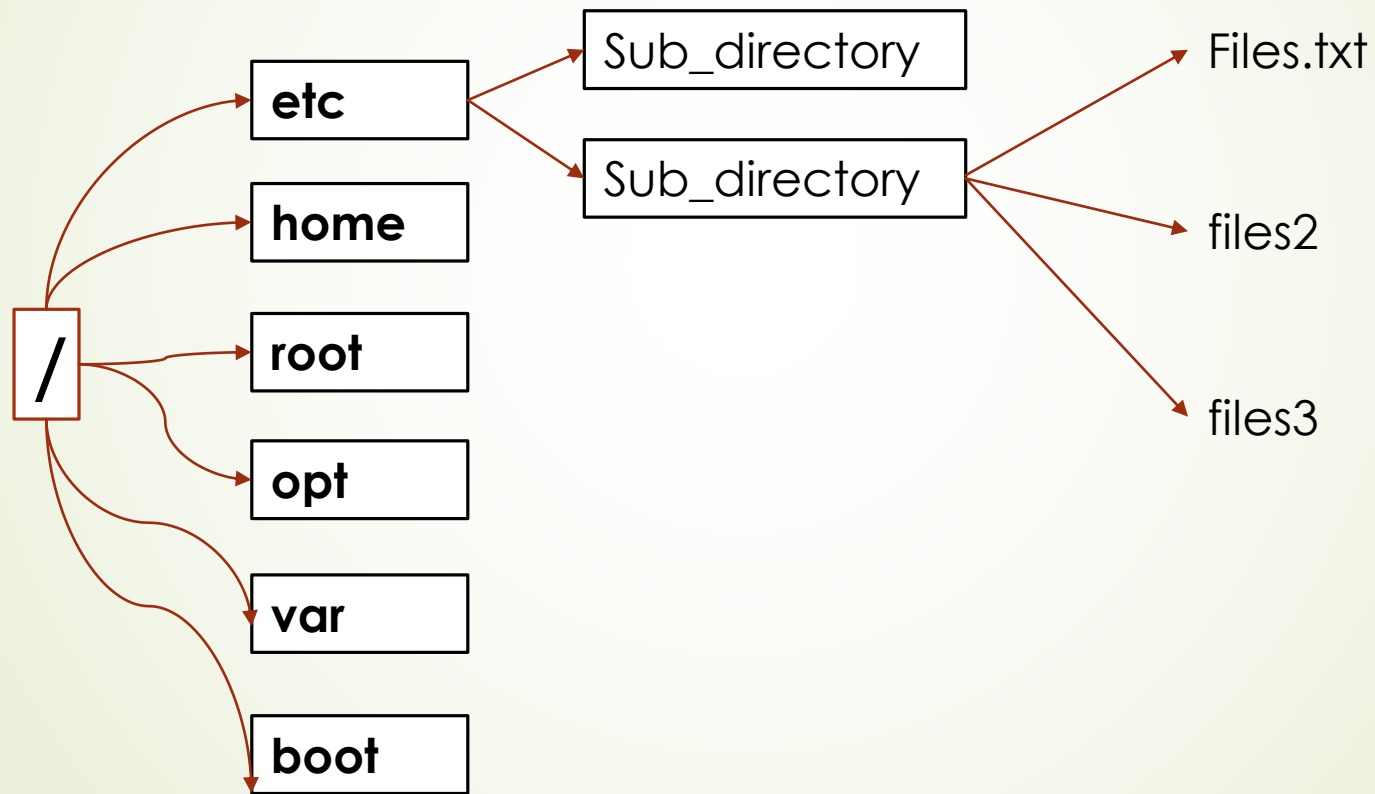 /
etc
home
root
opt
var
boot
Sub_directory
Sub_directory
Files.txt
files2
files3